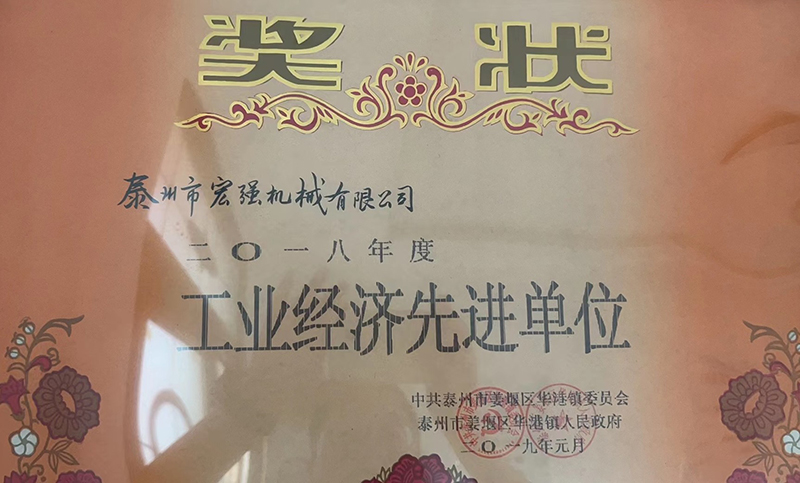 奖 状
泰州市宏强机械有限公司
二〇一八年度
工业经济先进单位
中共泰州市姜堰区华港镇委员会
泰州市姜堰区华港镇人民政府
二〇一九年元月